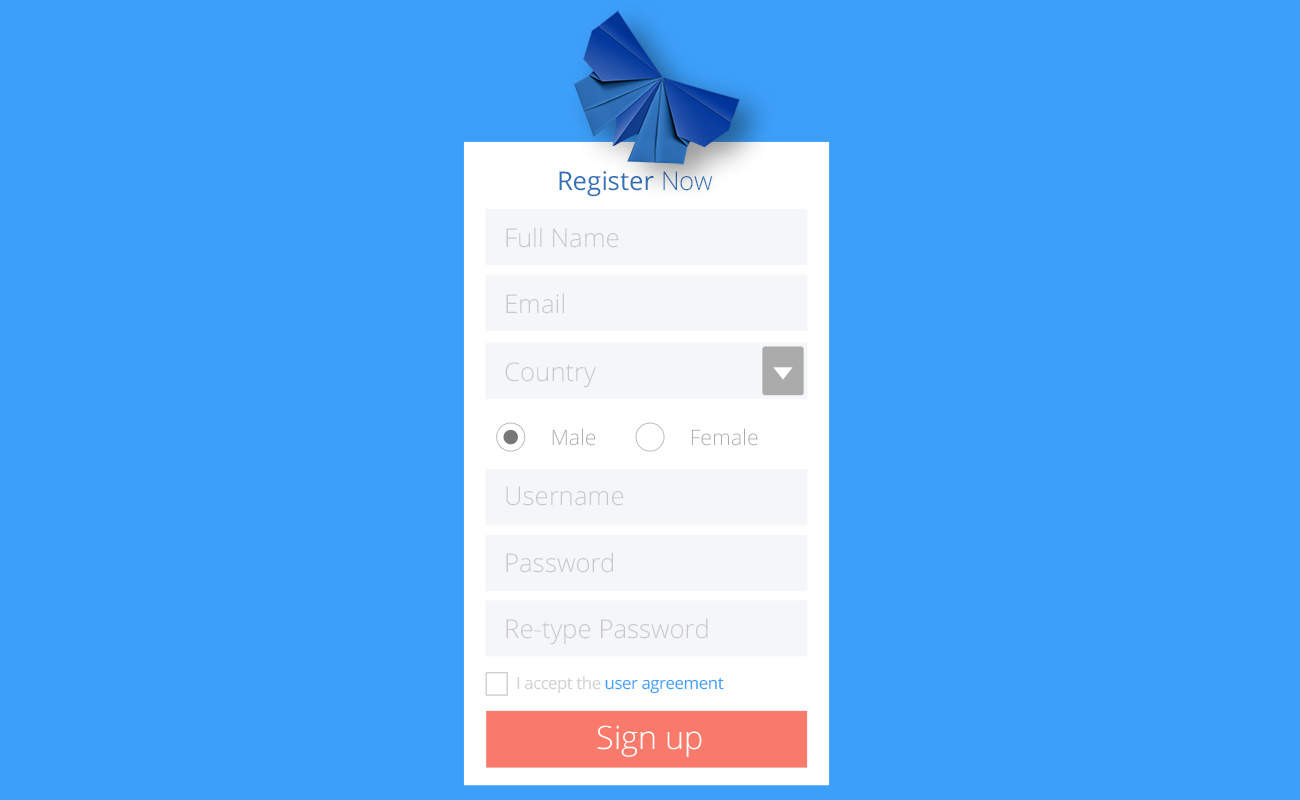 Register Now
Full Name
Email
Country
Male Female
Username
Password
Re-type Password
I accept the user agreement
Sign up